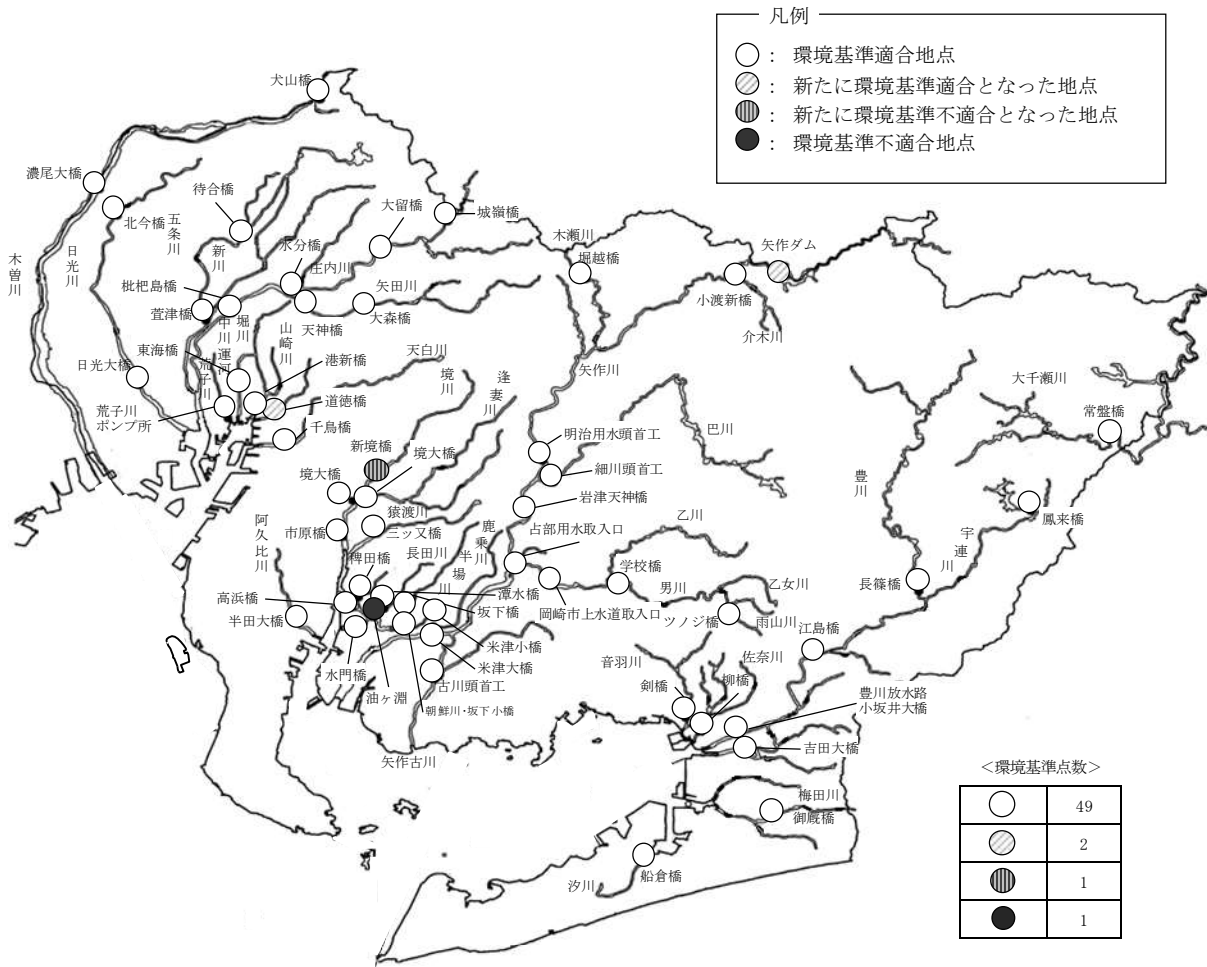 凡例
: 環境基準適合地点
: 新たに環境基準適合となった地点
: 新たに環境基準不適合となった地点
: 環境基準不適合地点
犬山橋
濃尾大橋
北今橋
五条川
待合橋
日光川
木曽川
新川
水分橋
庄内川
大留橋
城嶺橋
木瀬川
堀越橋
矢作ダム
小渡新橋
介木川
枇杷島橋
萱津橋
中川運河
堀川
天神橋
矢田川
大森橋
東海橋
荒子川
山崎川
港新橋
天白川
境川
逢妻川
矢作川
日光大橋
荒子川
ポンプ所
道徳橋
千鳥橋
新境橋
境大橋
境大橋
明治用水頭首工
細川頭首工
巴川
大千瀬川
常盤橋
豊川
宇連川
鳳来橋
長篠橋
岩津天神橋
市原橋
猿渡川
三ッ又橋
阿久比川
稗田橋
長田川
半場川
鹿乗川
占部用水取入口
乙川
学校橋
男川
乙女川
高浜橋
半田大橋
潭水橋
坂下橋
岡崎市上水道取入口
ツノジ橋
雨山川
江島橋
米津小橋
米津大橋
水門橋
油ヶ淵
古川頭首工
朝鮮川・坂下小橋
矢作古川
音羽川
佐奈川
剣橋
柳橋
豊川放水路
小坂井大橋
吉田大橋
梅田川
御厩橋
汐川
船倉橋
＜環境基準点数＞
49
2
1
1